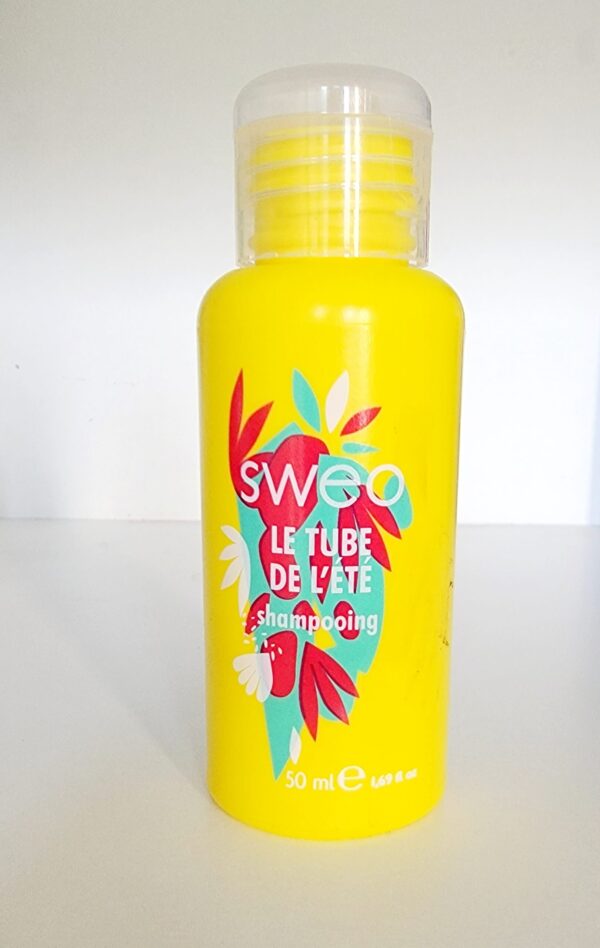 sweo
LE TUBE
DE L'ÉTÉ
shampooing
50 ml e 1,69 fl oz